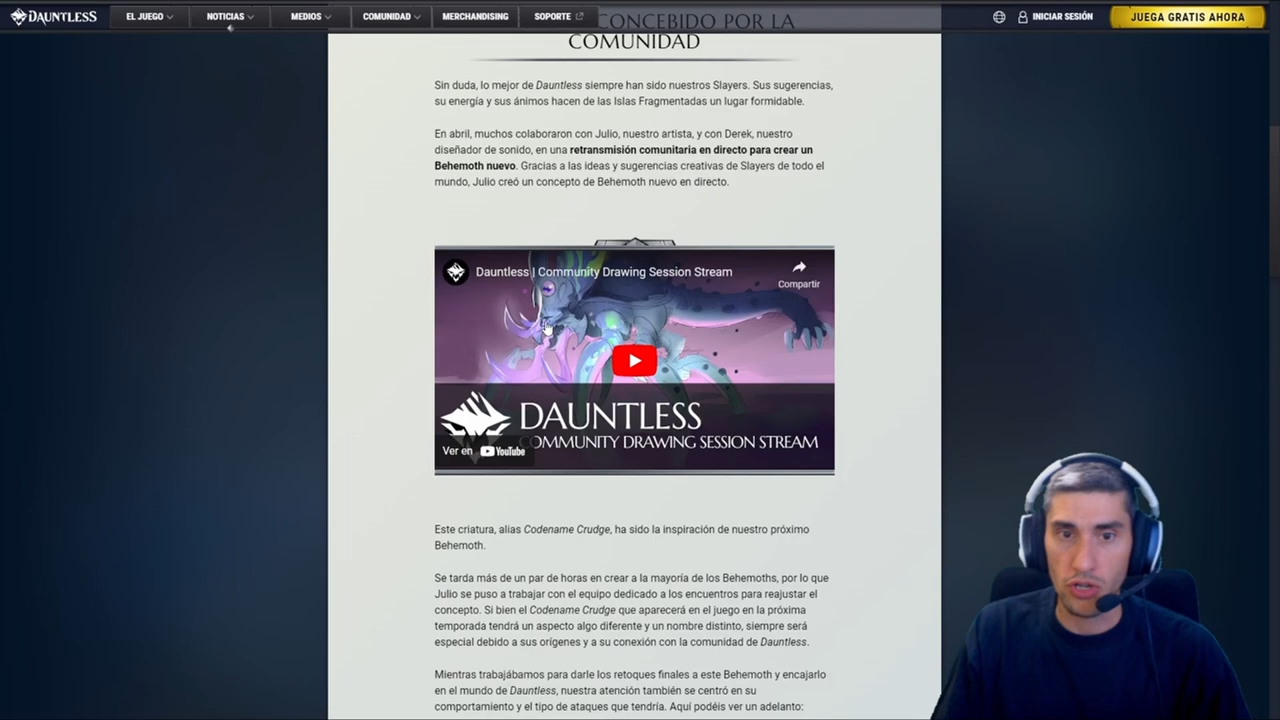 DAUNTLESS
EL JUEGO
NOTICIAS
MEDIOS
COMUNIDAD
MERCHANDISING
SOPORTE
INICIAR SESIÓN
JUEGA GRATIS AHORA
CONCEBIDO POR LA
COMUNIDAD
Sin duda, lo mejor de Dauntless siempre han sido nuestros Slayers. Sus sugerencias,
su energía y sus ánimos hacen de las Islas Fragmentadas un lugar formidable.
En abril, muchos colaboraron con Julio, nuestro artista, y con Derek, nuestro
diseñador de sonido, en una retransmisión comunitaria en directo para crear un
Behemoth nuevo. Gracias a las ideas y sugerencias creativas de Slayers de todo el
mundo, Julio creó un concepto de Behemoth nuevo en directo.
Dauntless | Community Drawing Session Stream
Compartir
DAUNTLESS
COMMUNITY DRAWING SESSION STREAM
Ver en YouTube
Este criatura, alias Codename Crudge, ha sido la inspiración de nuestro próximo
Behemoth.
Se tarda más de un par de horas en crear a la mayoría de los Behemoths, por lo que
Julio se puso a trabajar con el equipo dedicado a los encuentros para reajustar el
concepto. Si bien el Codename Crudge que aparecerá en el juego en la próxima
temporada tendrá un aspecto algo diferente y un nombre distinto, siempre será
especial debido a sus orígenes y a su conexión con la comunidad de Dauntless.
Mientras trabajábamos para darle los retoques finales a este Behemoth y encajarlo
en el mundo de Dauntless, nuestra atención también se centró en su
comportamiento y el tipo de ataques que tendría. Aquí podéis ver un adelanto: